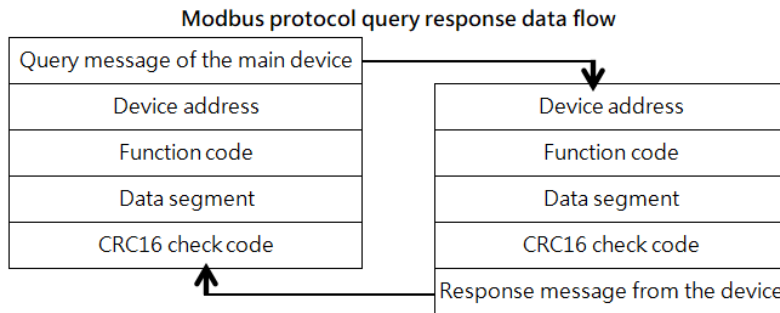 Modbus protocol query response data flow
Query message of the main device
Device address
Function code
Data segment
CRC16 check code
Device address
Function code
Data segment
CRC16 check code
Response message from the device